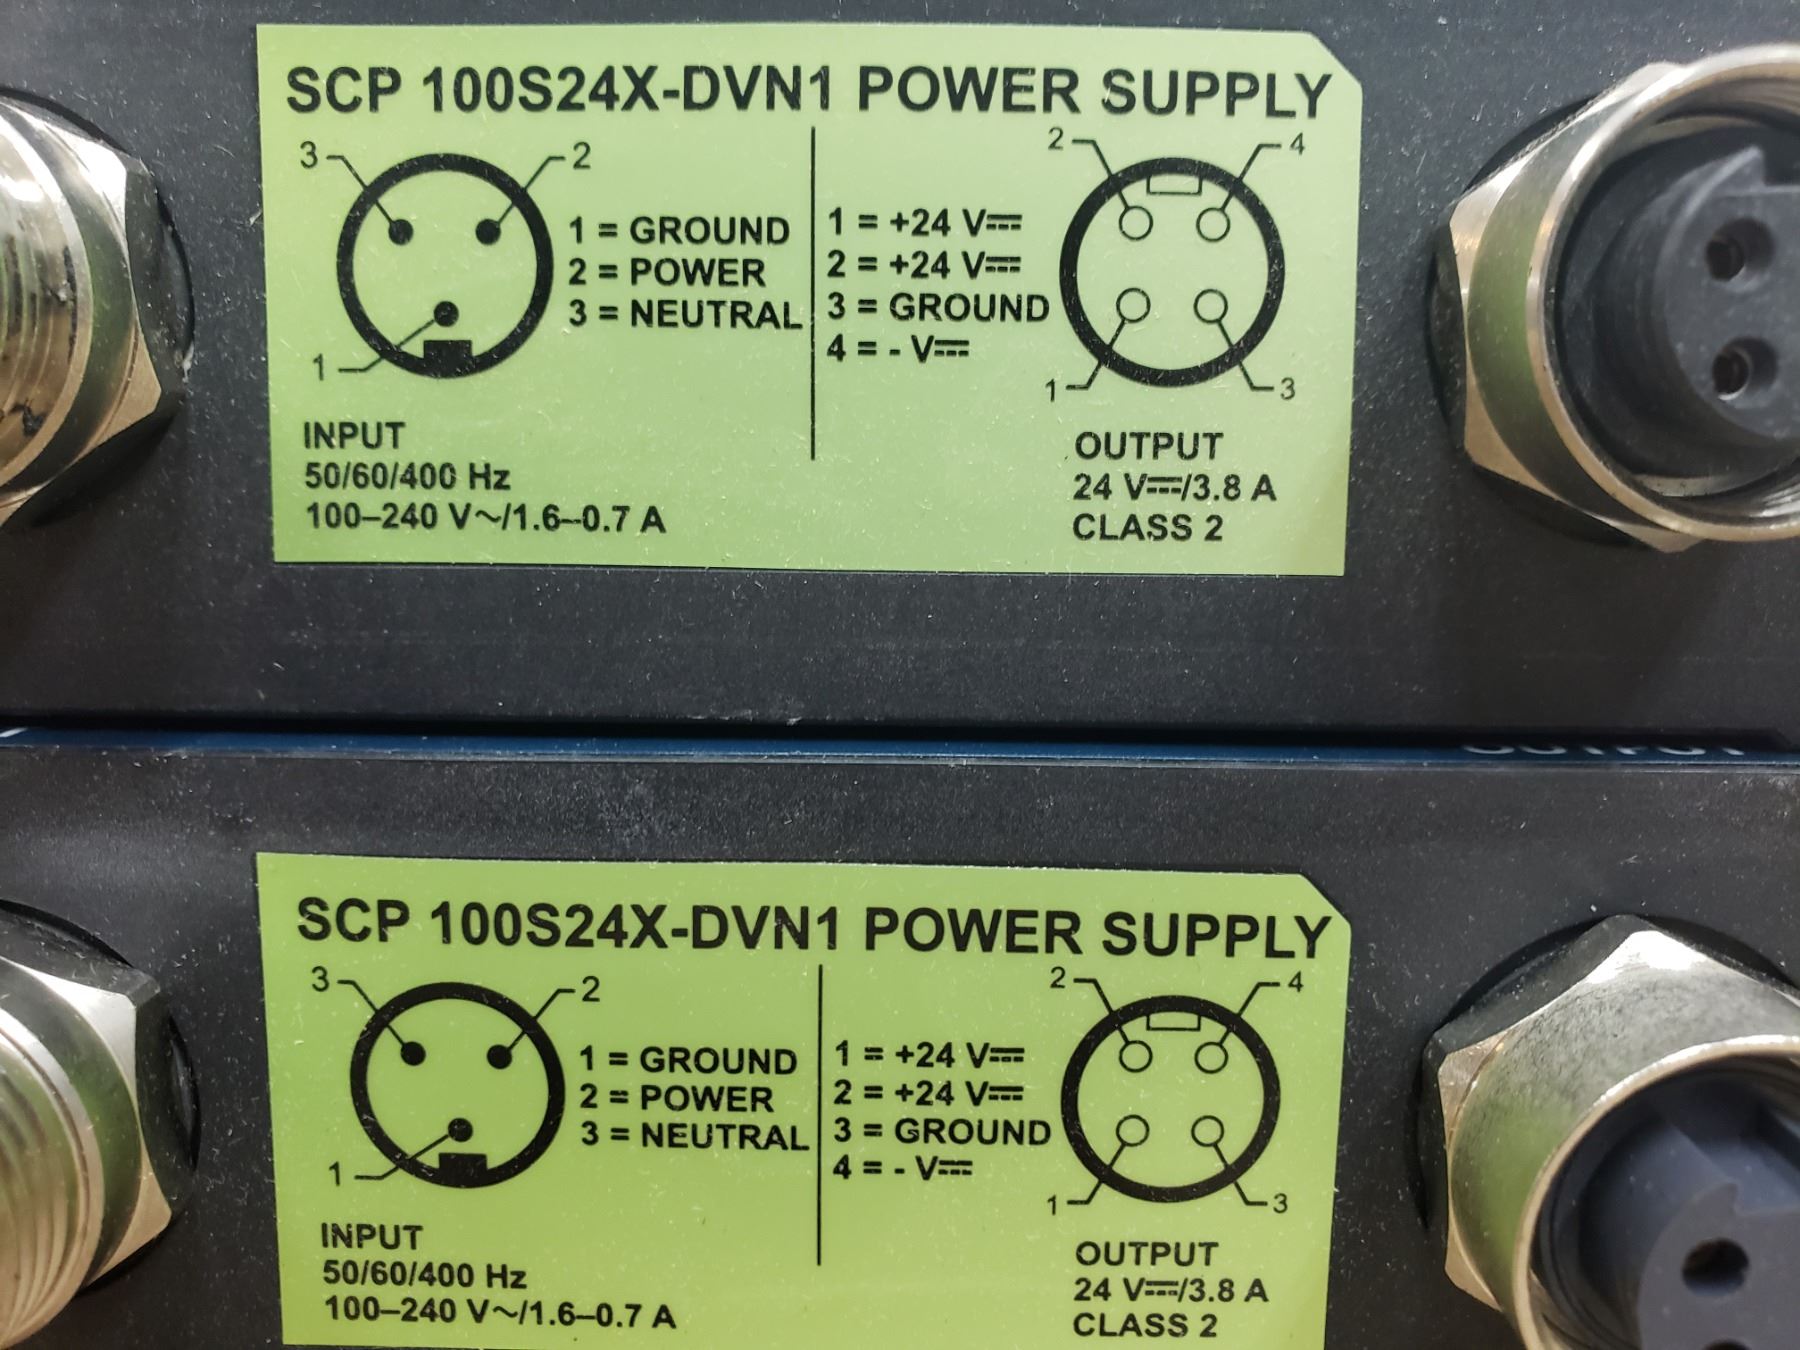 SCP 100S24X-DVN1 POWER SUPPLY
3
2
1
1 = GROUND
2 = POWER
3 = NEUTRAL
1 = +24 V⎓
2 = +24 V⎓
3 = GROUND
4 = - V⎓
2
4
1
3
INPUT
50/60/400 Hz
100–240 V~/1.6–0.7 A
OUTPUT
24 V⎓/3.8 A
CLASS 2
OUTPUT
SCP 100S24X-DVN1 POWER SUPPLY
3
2
1
1 = GROUND
2 = POWER
3 = NEUTRAL
1 = +24 V⎓
2 = +24 V⎓
3 = GROUND
4 = - V⎓
2
4
1
3
INPUT
50/60/400 Hz
100–240 V~/1.6–0.7 A
OUTPUT
24 V⎓/3.8 A
CLASS 2